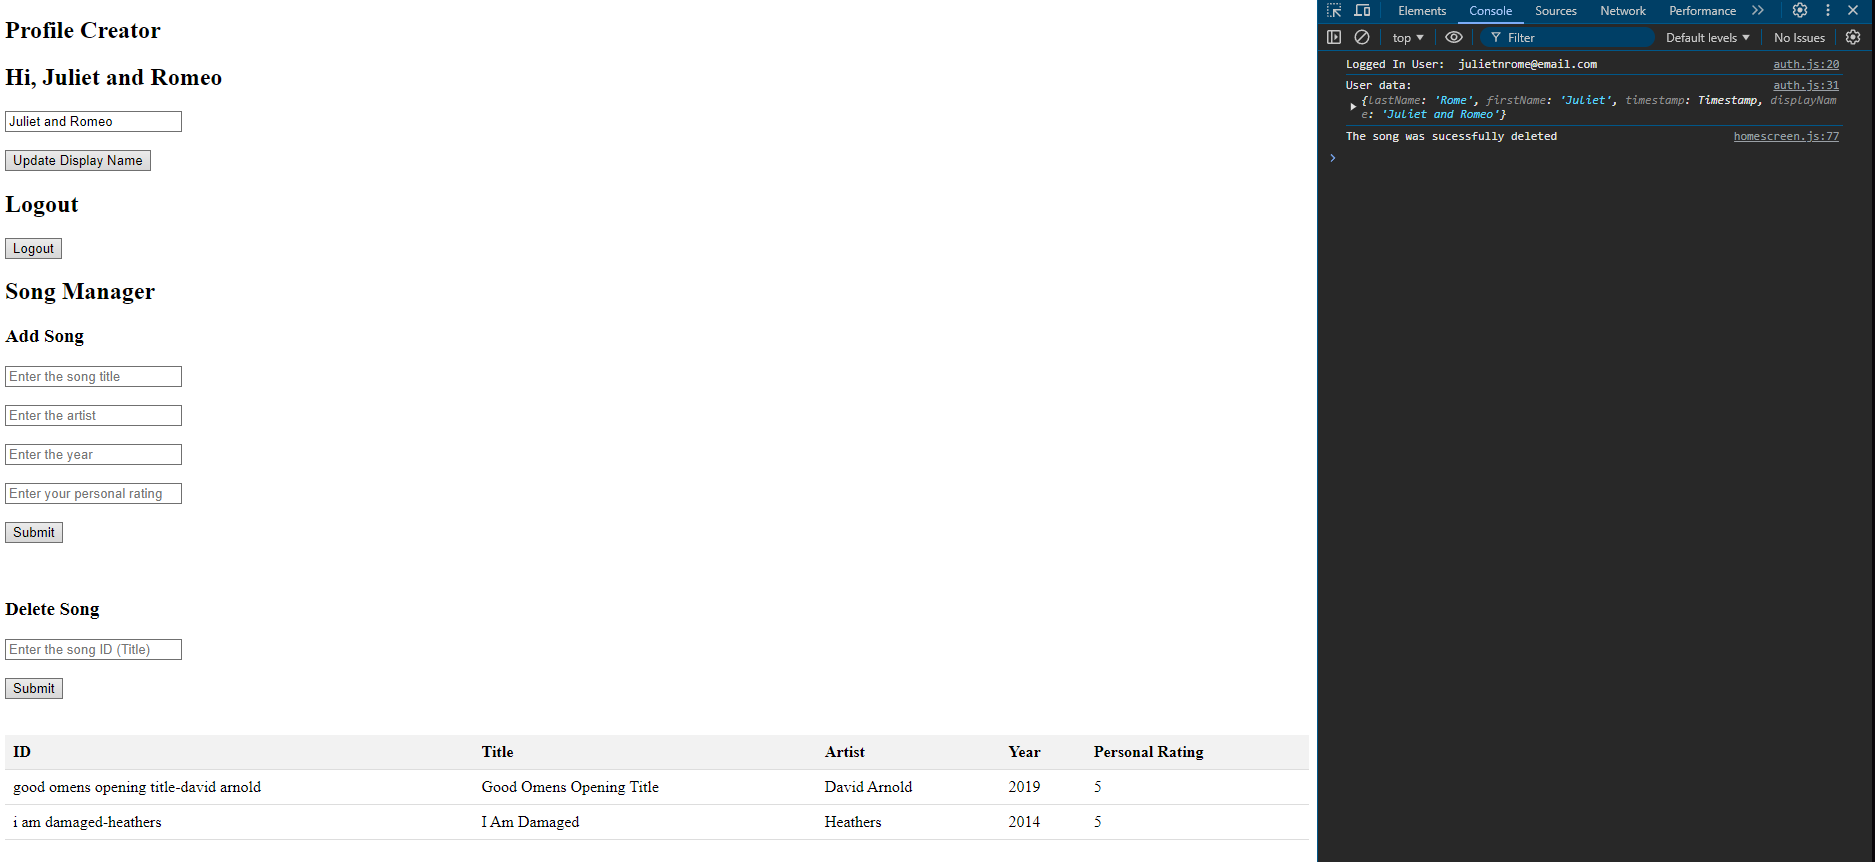 Profile Creator
Hi, Juliet and Romeo
Juliet and Romeo
Update Display Name
Logout
Logout
Song Manager
Add Song
Enter the song title
Enter the artist
Enter the year
Enter your personal rating
Submit
Delete Song
Enter the song ID (Title)
Submit
ID Title Artist Year Personal Rating
good omens opening title-david arnold Good Omens Opening Title David Arnold 2019 5
i am damaged-heathers I Am Damaged Heathers 2014 5
Elements Console Sources Network Performance
top Filter Default levels No Issues
Logged In User: julietnrome@email.com auth.js:20
User data: auth.js:31
{lastName: 'Rome', firstName: 'Juliet', timestamp: Timestamp, displayNam
e: 'Juliet and Romeo'}
The song was sucessfully deleted homescreen.js:77